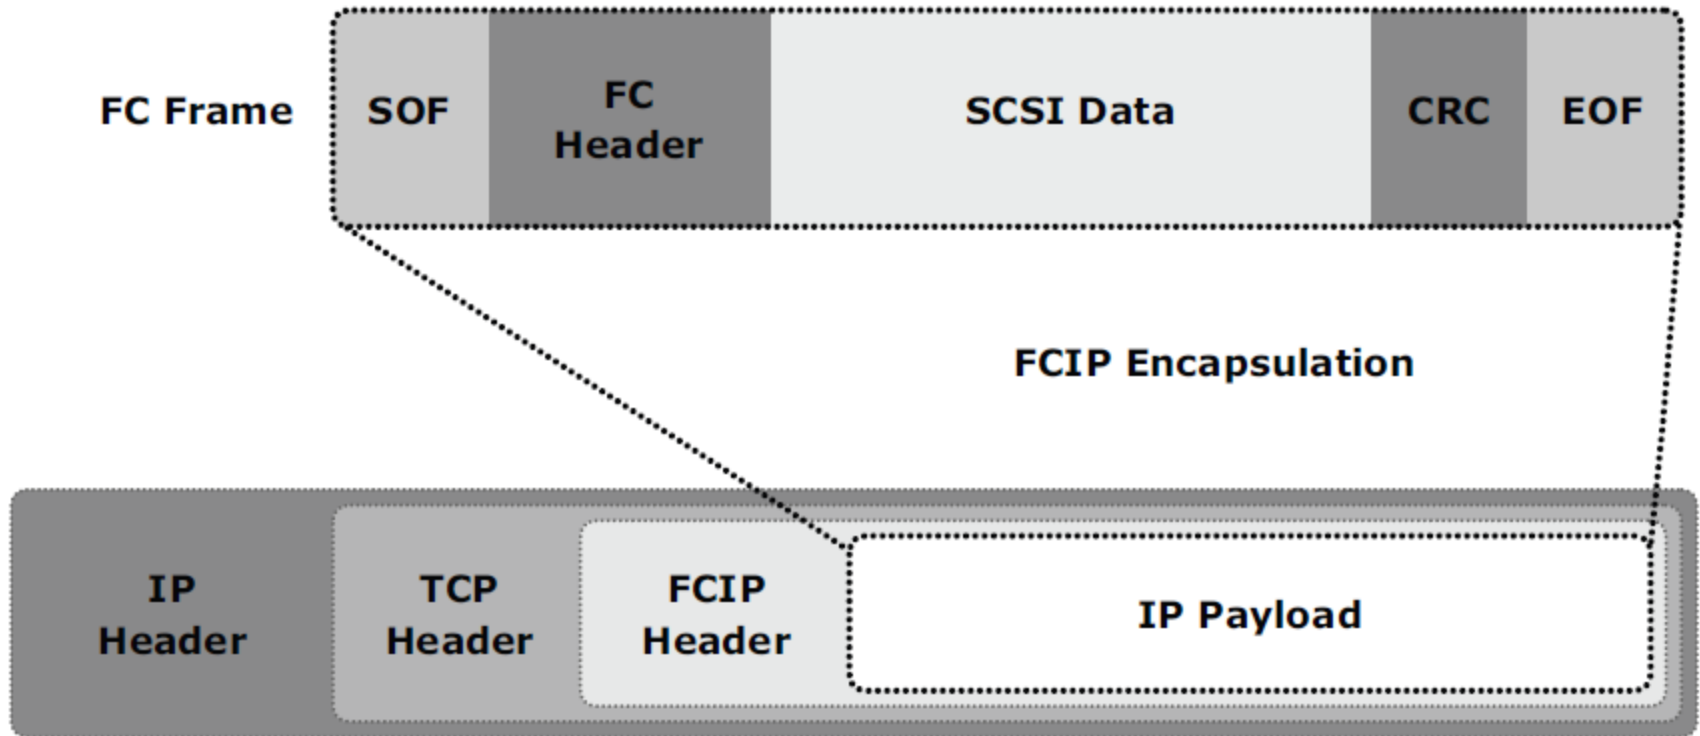 FC Frame
SOF
FC
Header
SCSI Data
CRC
EOF
FCIP Encapsulation
IP
Header
TCP
Header
FCIP
Header
IP Payload